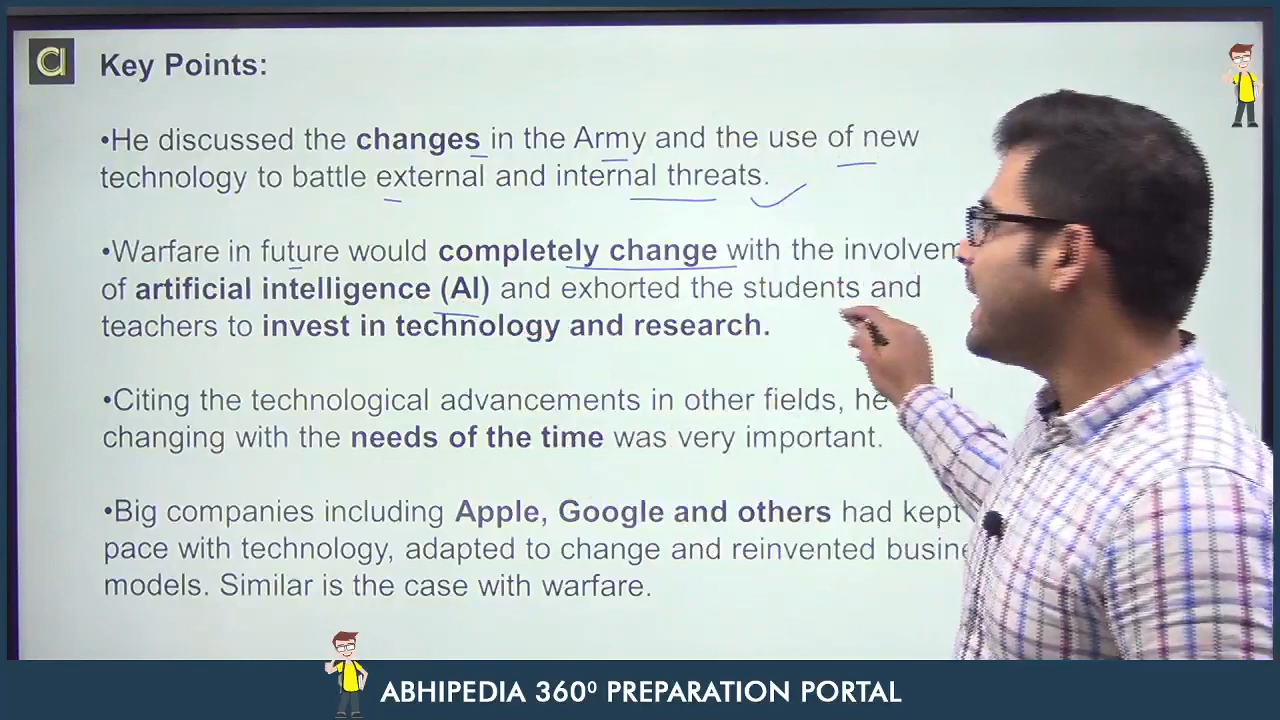 Key Points:
•He discussed the changes in the Army and the use of new
technology to battle external and internal threats.
•Warfare in future would completely change with the involvem
of artificial intelligence (AI) and exhorted the students and
teachers to invest in technology and research.
•Citing the technological advancements in other fields, he
changing with the needs of the time was very important.
•Big companies including Apple, Google and others had kept
pace with technology, adapted to change and reinvented busine
models. Similar is the case with warfare.
ABHIPEDIA 360⁰ PREPARATION PORTAL